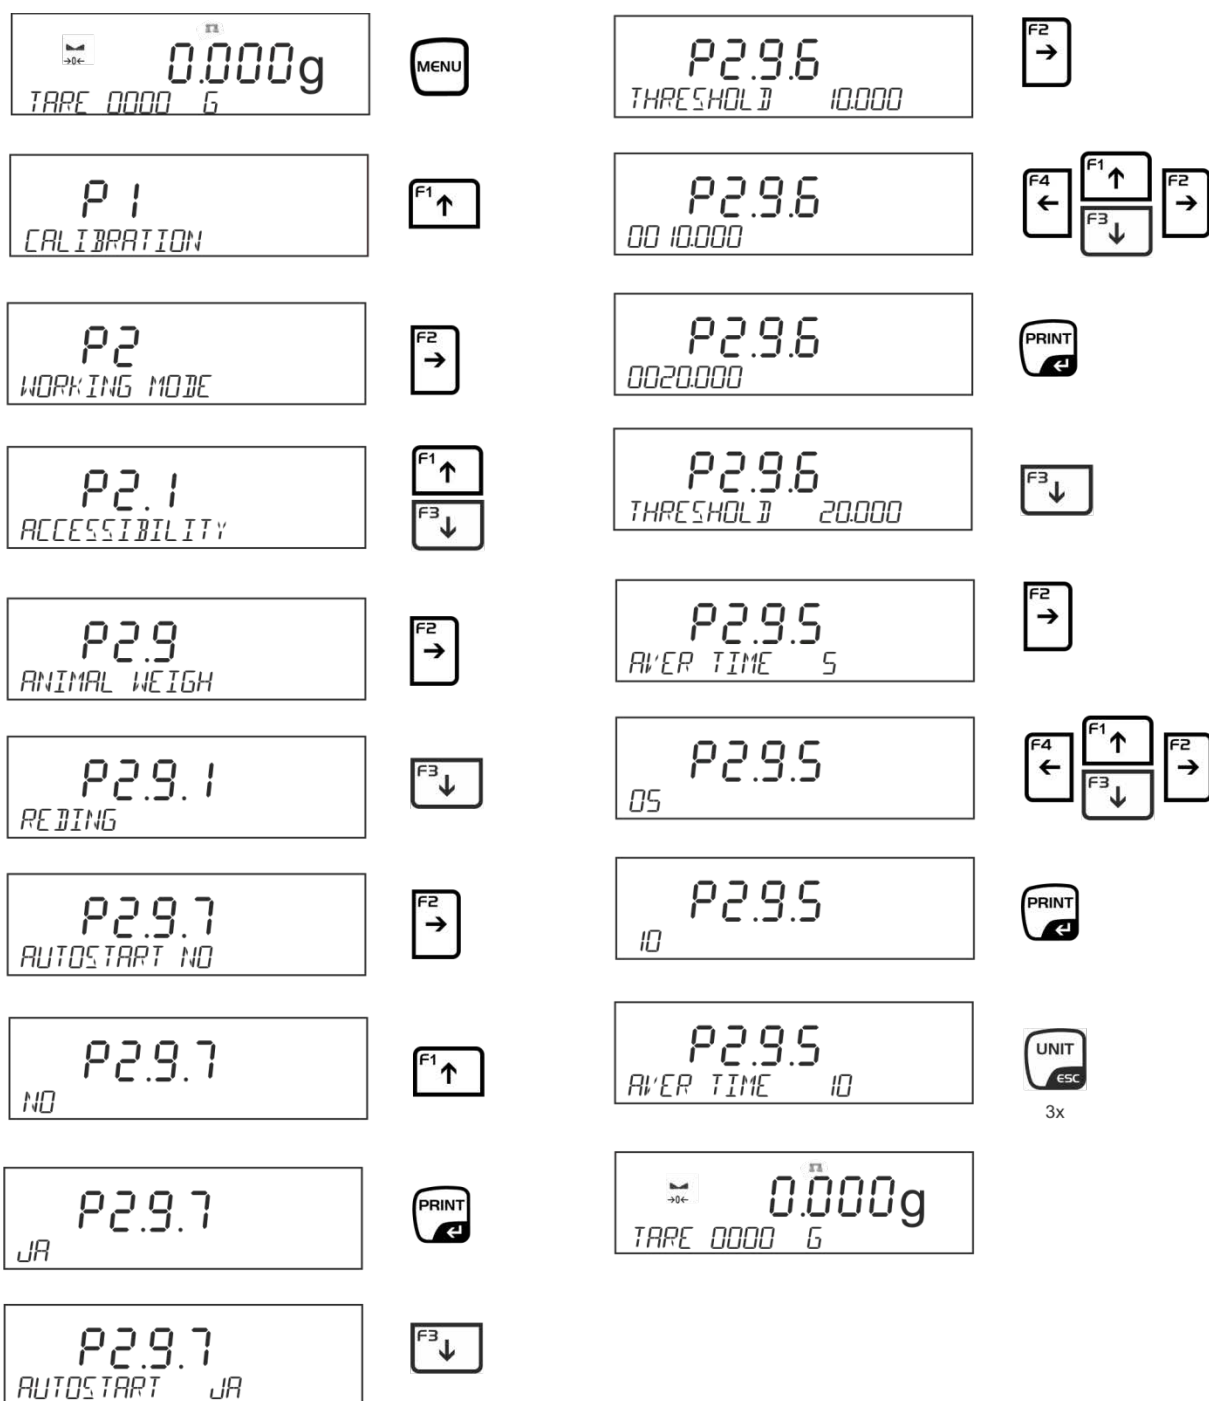 →0←
0.000g
TARE 0000 G
MENU
P1
CALIBRATION
F1 ↑
P2
WORKING MODE
F2 →
P2.1
ACCESSIBILITY
F1 ↑
F3 ↓
P2.9
ANIMAL WEIGH
F2 →
P2.9.1
REDING
F3 ↓
P2.9.7
AUTOSTART NO
F2 →
P2.9.7
NO
F1 ↑
P2.9.7
JA
PRINT
P2.9.7
AUTOSTART JA
F3 ↓
P2.9.6
THRESHOLD 10.000
F2 →
P2.9.6
0010.000
F4 ← F1 ↑ F3 ↓ F2 →
P2.9.6
0020.000
PRINT
P2.9.6
THRESHOLD 20.000
F3 ↓
P2.9.5
AVER TIME 5
F2 →
P2.9.5
05
F4 ← F1 ↑ F3 ↓ F2 →
P2.9.5
10
PRINT
P2.9.5
AVER TIME 10
UNIT
ESC
3x
→0←
0.000g
TARE 0000 G